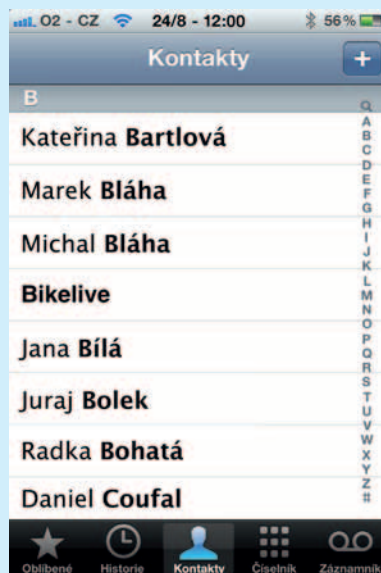 O2 - CZ 24/8 - 12:00 56%
Kontakty +
B
Kateřina Bartlová
Marek Bláha
Michal Bláha
Bikelive
Jana Bílá
Juraj Bolek
Radka Bohatá
Daniel Coufal
A
B
C
D
E
F
G
H
I
J
K
L
M
N
O
P
Q
R
S
T
U
V
W
X
Y
Z
#
Oblíbené Historie Kontakty Číselník Záznamník